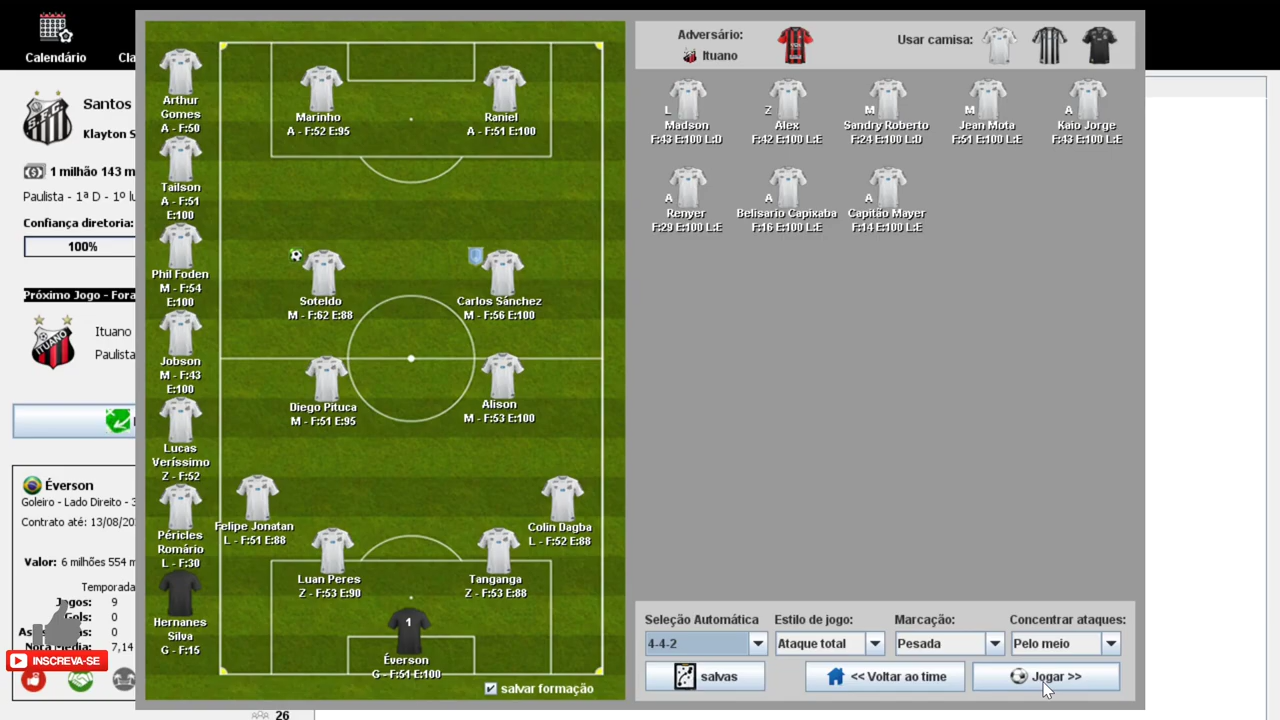 Calendário
Cla
Santos
Klayton S
1 milhão 143 m
Paulista - 1ª D - 1º lu
Confiança diretoria:
100%
Próximo Jogo - Fora
Ituano
Paulista
Éverson
Goleiro - Lado Direito - 3
Contrato até: 13/08/20
Valor: 6 milhões 554 m
Temporada
Jogos: 9
Gols: 0
0
Nota Média: 7,14
INSCREVA-SE
26
Arthur
Gomes
A - F:50
Tailson
A - F:51
E:100
Phil Foden
M - F:54
E:100
Jobson
M - F:43
E:100
Lucas
Veríssimo
Z - F:52
Péricles
Romário
L - F:30
Hernanes
Silva
G - F:15
Marinho
A - F:52 E:95
Raniel
A - F:51 E:100
Soteldo
M - F:62 E:88
Carlos Sánchez
M - F:56 E:100
Diego Pituca
M - F:51 E:95
Alison
M - F:53 E:100
Felipe Jonatan
L - F:51 E:88
Colin Dagba
L - F:52 E:88
Luan Peres
Z - F:53 E:90
Tanganga
Z - F:53 E:88
1
Éverson
G - F:51 E:100
salvar formação
Adversário:
Ituano
Usar camisa:
L
Madson
F:43 E:100 L:D
Z
Alex
F:42 E:100 L:E
M
Sandry Roberto
F:24 E:100 L:D
M
Jean Mota
F:51 E:100 L:E
A
Kaio Jorge
F:43 E:100 L:E
A
Renyer
F:29 E:100 L:E
A
Belisario Capixaba
F:16 E:100 L:E
A
Capitão Mayer
F:14 E:100 L:E
Seleção Automática
4-4-2
Estilo de jogo:
Ataque total
Marcação:
Pesada
Concentrar ataques:
Pelo meio
salvas
<< Voltar ao time
Jogar >>